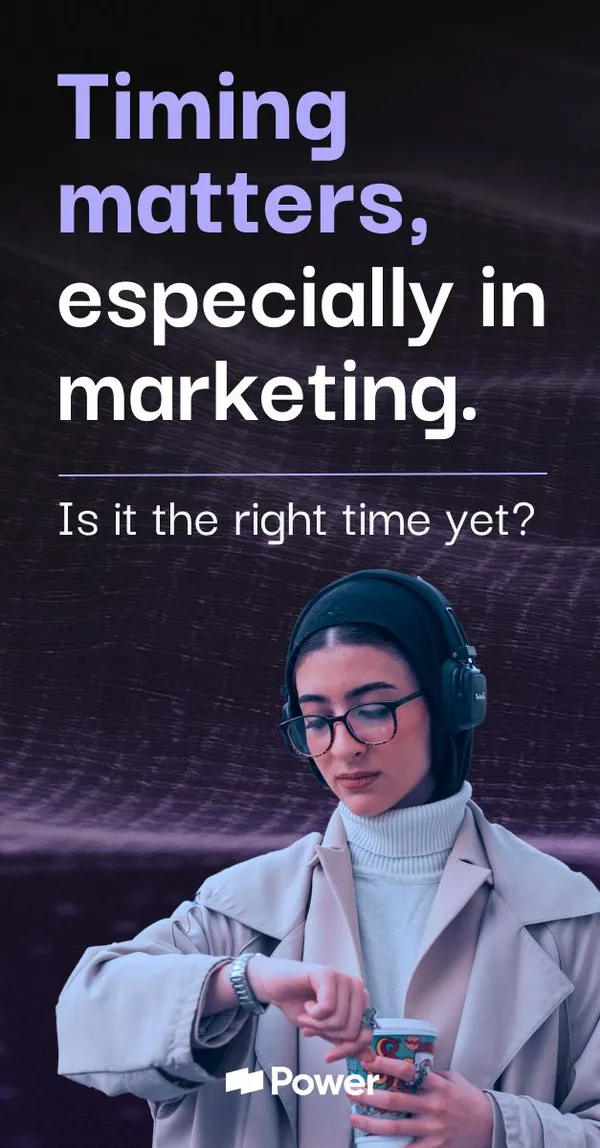 Timing
matters,
especially in
marketing.
Is it the right time yet?
Power